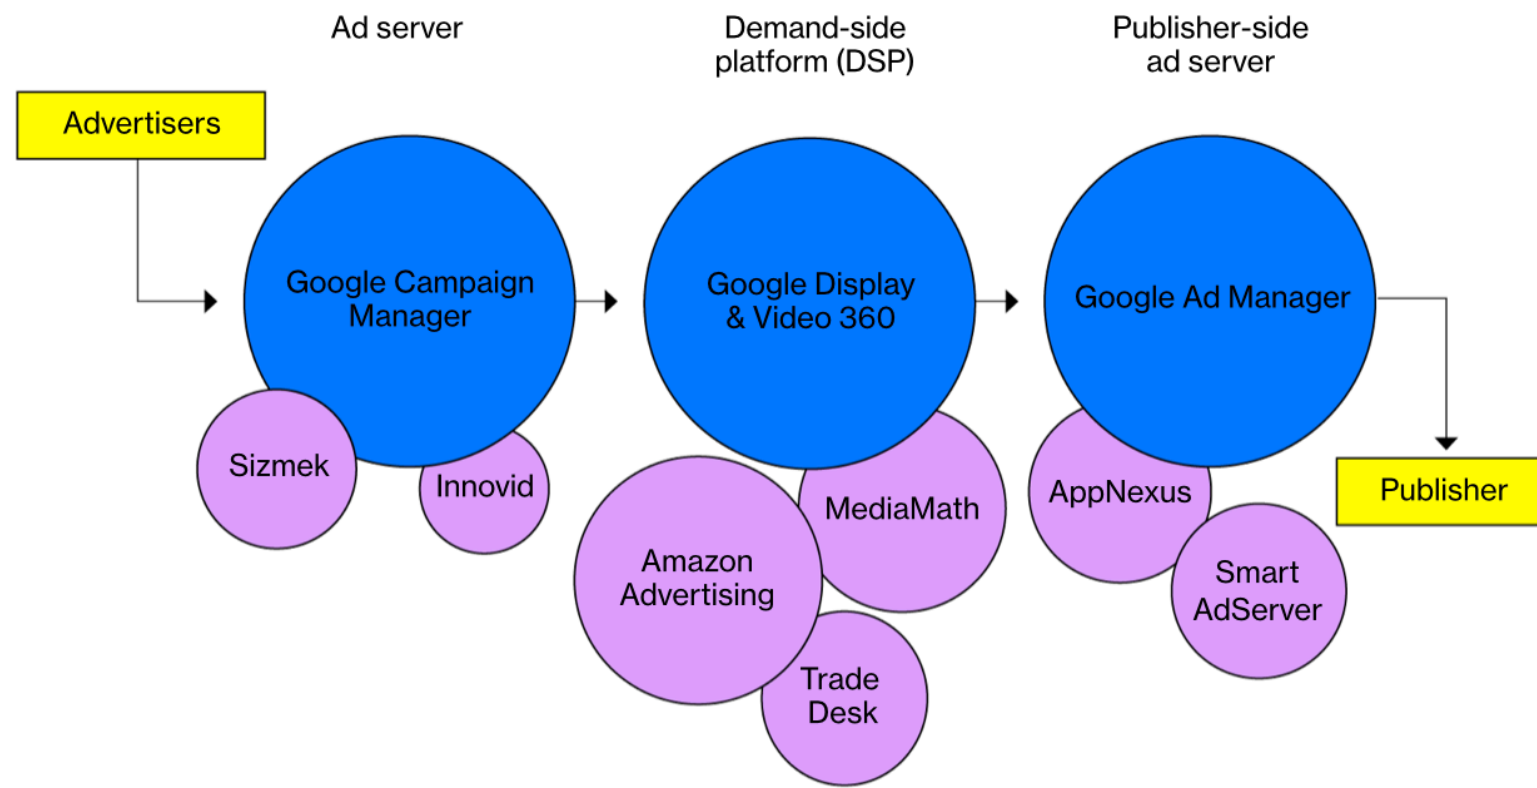 Ad server
Demand-side
platform (DSP)
Publisher-side
ad server
Advertisers
Google Campaign
Manager
Google Display
& Video 360
Google Ad Manager
Sizmek
Innovid
Amazon
Advertising
MediaMath
Trade
Desk
AppNexus
Smart
AdServer
Publisher